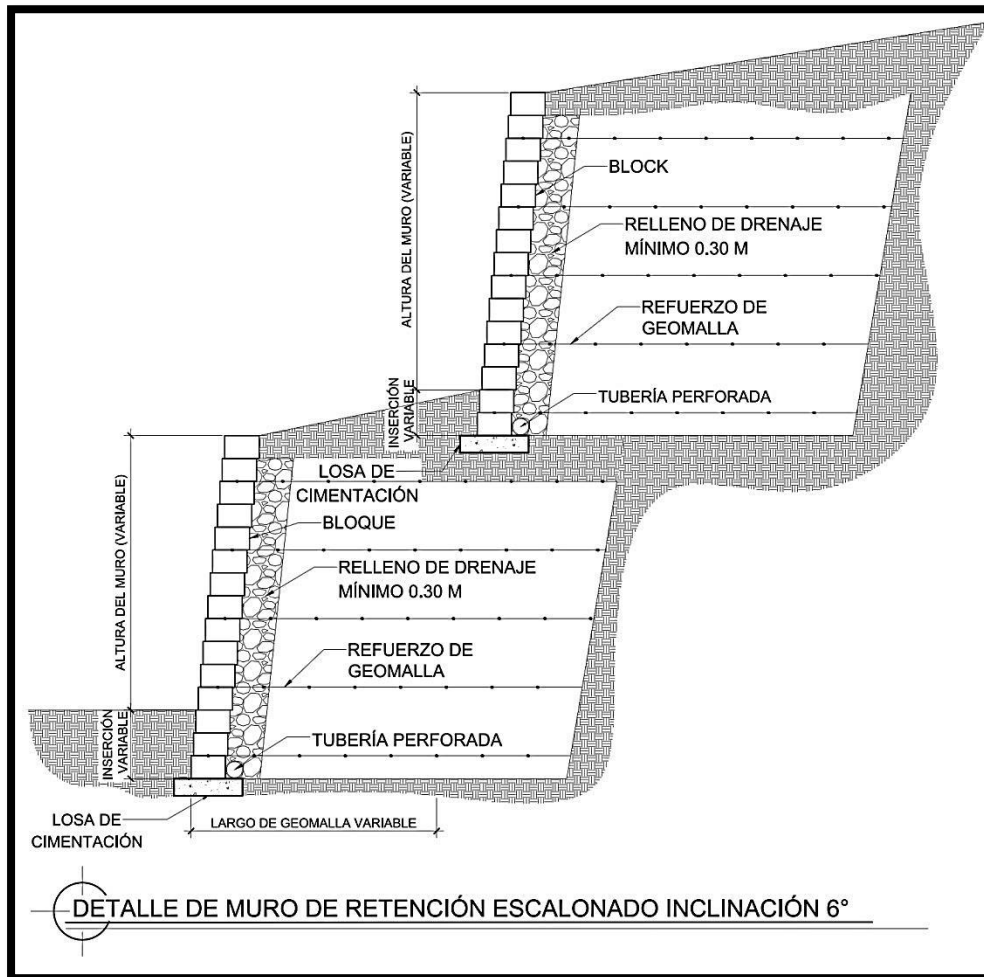 ALTURA DEL MURO (VARIABLE)
BLOCK
RELLENO DE DRENAJE
MÍNIMO 0.30 M
REFUERZO DE
GEOMALLA
INSERCIÓN
VARIABLE
TUBERÍA PERFORADA
LOSA DE
CIMENTACIÓN
ALTURA DEL MURO (VARIABLE)
BLOQUE
RELLENO DE DRENAJE
MÍNIMO 0.30 M
REFUERZO DE
GEOMALLA
INSERCIÓN
VARIABLE
TUBERÍA PERFORADA
LOSA DE
CIMENTACIÓN
LARGO DE GEOMALLA VARIABLE
DETALLE DE MURO DE RETENCIÓN ESCALONADO INCLINACIÓN 6°